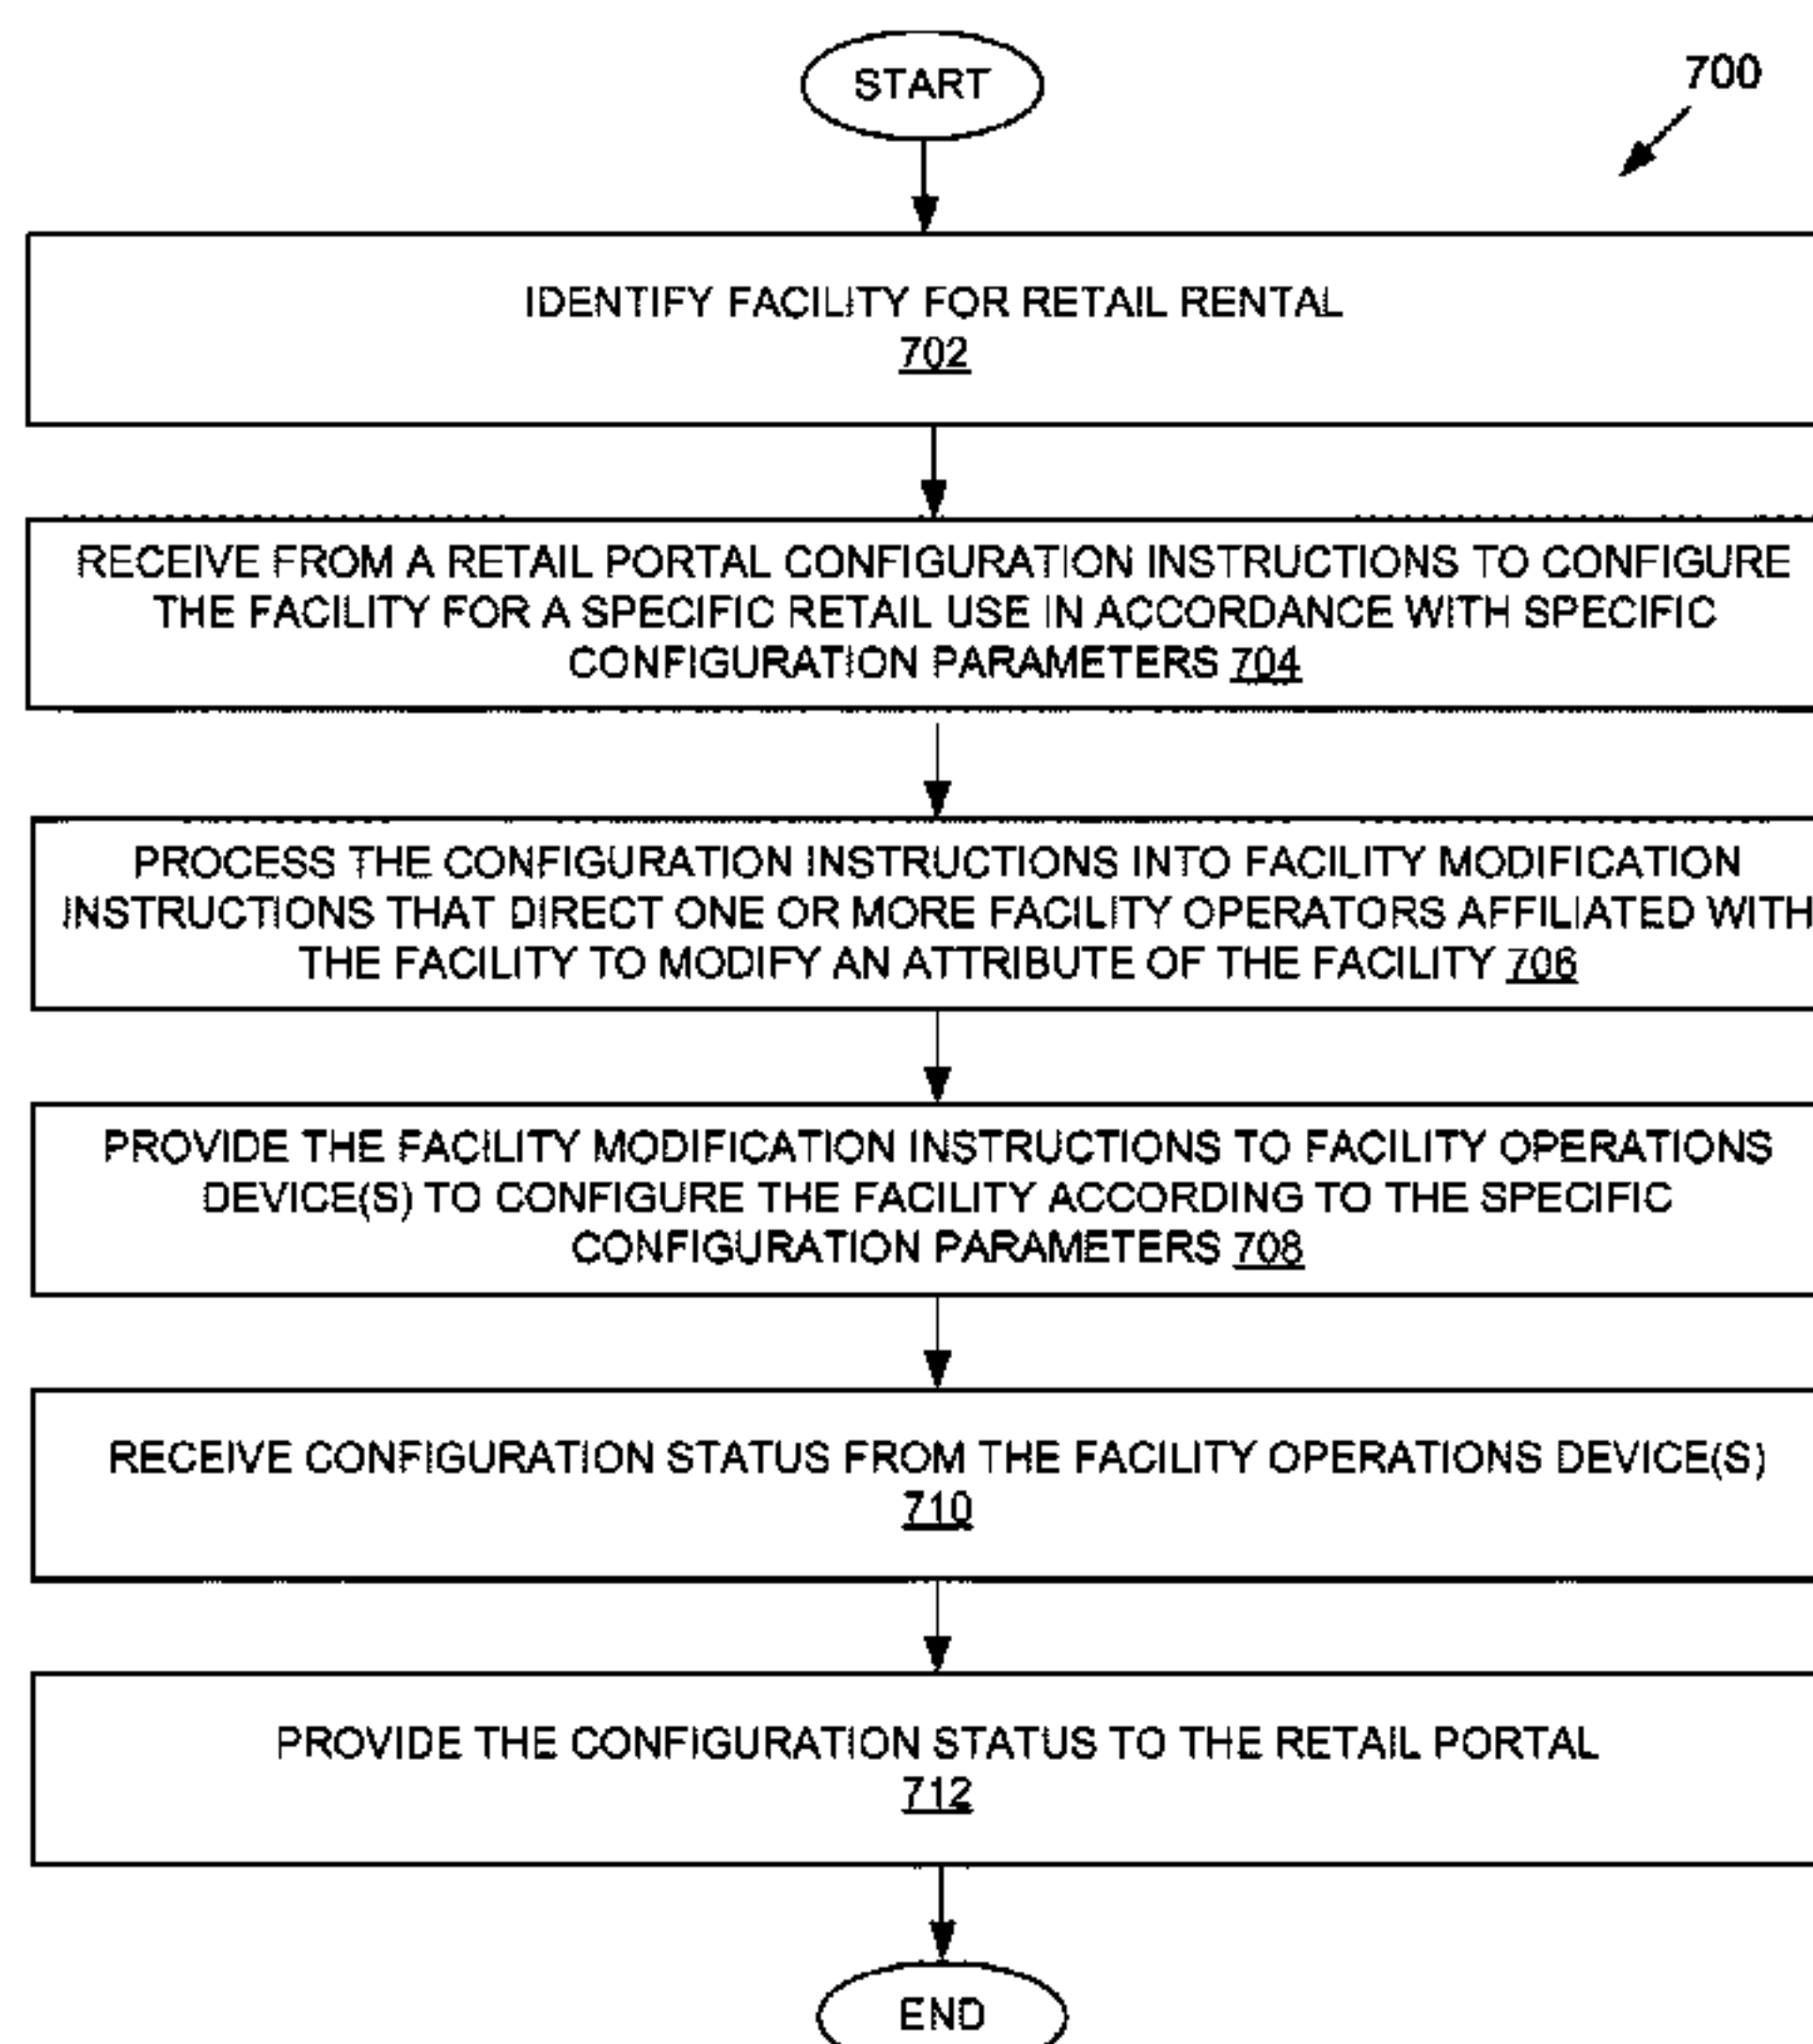 START
700
IDENTIFY FACILITY FOR RETAIL RENTAL
702
RECEIVE FROM A RETAIL PORTAL CONFIGURATION INSTRUCTIONS TO CONFIGURE
THE FACILITY FOR A SPECIFIC RETAIL USE IN ACCORDANCE WITH SPECIFIC
CONFIGURATION PARAMETERS 704
PROCESS THE CONFIGURATION INSTRUCTIONS INTO FACILITY MODIFICATION
INSTRUCTIONS THAT DIRECT ONE OR MORE FACILITY OPERATORS AFFILIATED WITH
THE FACILITY TO MODIFY AN ATTRIBUTE OF THE FACILITY 706
PROVIDE THE FACILITY MODIFICATION INSTRUCTIONS TO FACILITY OPERATIONS
DEVICE(S) TO CONFIGURE THE FACILITY ACCORDING TO THE SPECIFIC
CONFIGURATION PARAMETERS 708
RECEIVE CONFIGURATION STATUS FROM THE FACILITY OPERATIONS DEVICE(S)
710
PROVIDE THE CONFIGURATION STATUS TO THE RETAIL PORTAL
712
END